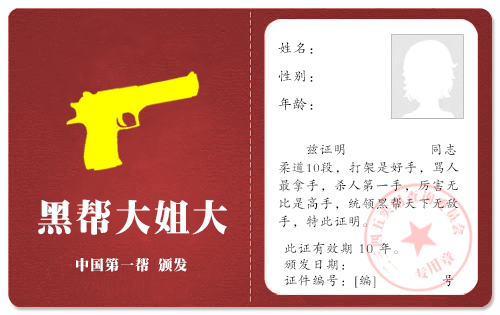 黑帮大姐大
中国第一帮 颁发
姓名：
性别：
年龄：
兹证明 同志
柔道10段，打架是好手，骂人
最拿手，杀人第一手，厉害无
比是高手，统领黑帮天下无敌
手，特此证明。
此证有效期 10 年。
颁发日期：
证件编号：[编] 号
专用章